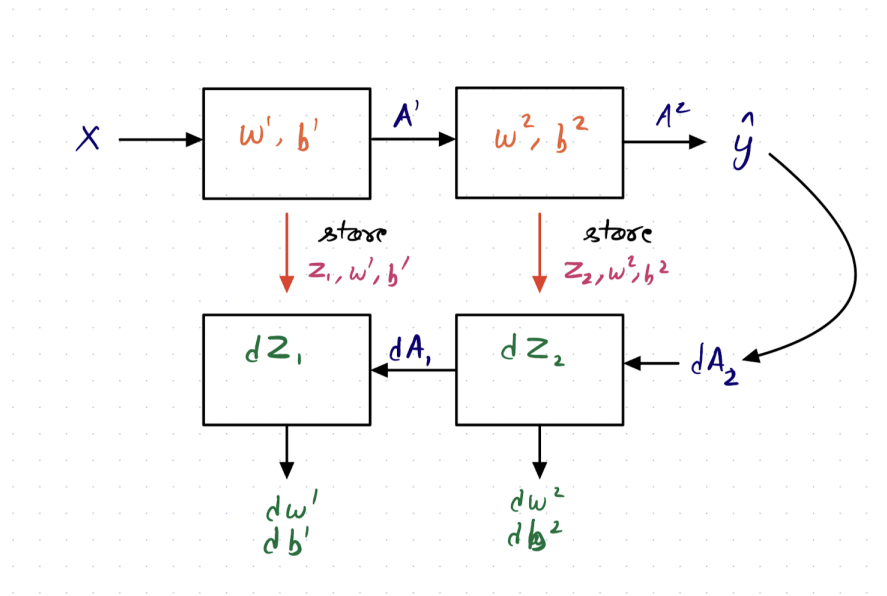 X
W¹, b¹
A¹
W², b²
A²
ŷ
store
Z₁, W¹, b¹
store
Z₂, W², b²
dZ₁
dA₁
dZ₂
dA₂
dW¹
db¹
dW²
db²